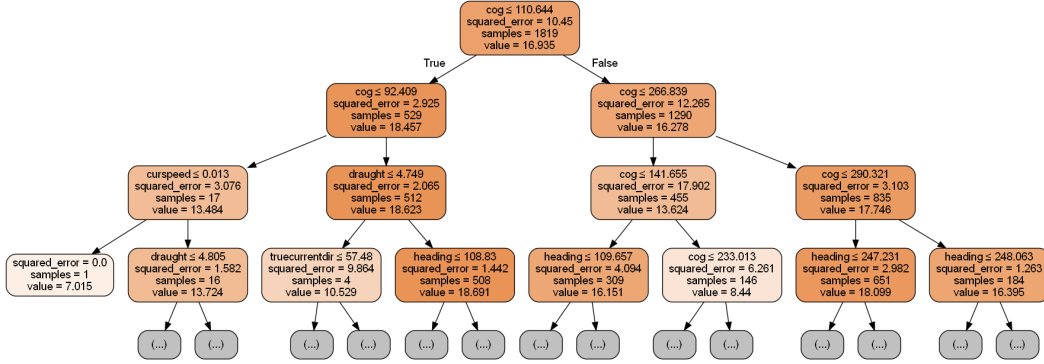 cog ≤ 110.644
squared_error = 10.45
samples = 1819
value = 16.935
True
False
cog ≤ 92.409
squared_error = 2.925
samples = 529
value = 18.457
cog ≤ 266.839
squared_error = 12.265
samples = 1290
value = 16.278
curspeed ≤ 0.013
squared_error = 3.076
samples = 17
value = 13.484
draught ≤ 4.749
squared_error = 2.065
samples = 512
value = 18.623
cog ≤ 141.655
squared_error = 17.902
samples = 455
value = 13.624
cog ≤ 290.321
squared_error = 3.103
samples = 835
value = 17.746
squared_error = 0.0
samples = 1
value = 7.015
draught ≤ 4.805
squared_error = 1.582
samples = 16
value = 13.724
truecurrentdir ≤ 57.48
squared_error = 9.864
samples = 4
value = 10.529
heading ≤ 108.83
squared_error = 1.442
samples = 508
value = 18.691
heading ≤ 109.657
squared_error = 4.094
samples = 309
value = 16.151
cog ≤ 233.013
squared_error = 6.261
samples = 146
value = 8.44
heading ≤ 247.231
squared_error = 2.982
samples = 651
value = 18.099
heading ≤ 248.063
squared_error = 1.263
samples = 184
value = 16.395
(...)
(...)
(...)
(...)
(...)
(...)
(...)
(...)
(...)
(...)
(...)
(...)
(...)
(...)